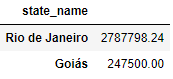 state_name
Rio de Janeiro 2787798.24
Goiás 247500.00